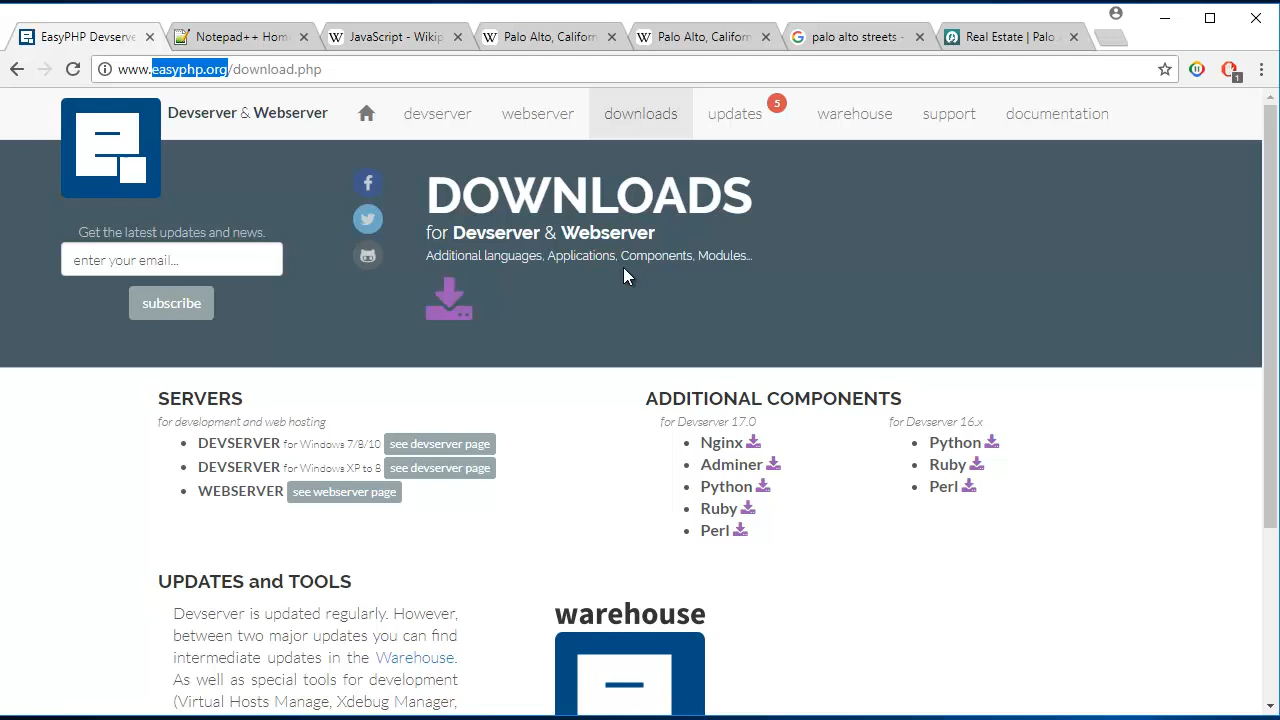 EasyPHP Devserve
Notepad++ Hom
JavaScript - Wikip
Palo Alto, Californ
Palo Alto, Californ
palo alto streets -
Real Estate | Palo A
www.easyphp.org/download.php
1
Devserver & Webserver
devserver
webserver
downloads
updates
5
warehouse
support
documentation
Get the latest updates and news.
enter your email...
subscribe
DOWNLOADS
for Devserver & Webserver
Additional languages, Applications, Components, Modules...
SERVERS
for development and web hosting
DEVSERVER for Windows 7/8/10 see devserver page
DEVSERVER for Windows XP to 8 see devserver page
WEBSERVER see webserver page
ADDITIONAL COMPONENTS
for Devserver 17.0
Nginx
Adminer
Python
Ruby
Perl
for Devserver 16.x
Python
Ruby
Perl
UPDATES and TOOLS
Devserver is updated regularly. However,
between two major updates you can find
intermediate updates in the Warehouse.
As well as special tools for development
(Virtual Hosts Manage, Xdebug Manager,
warehouse